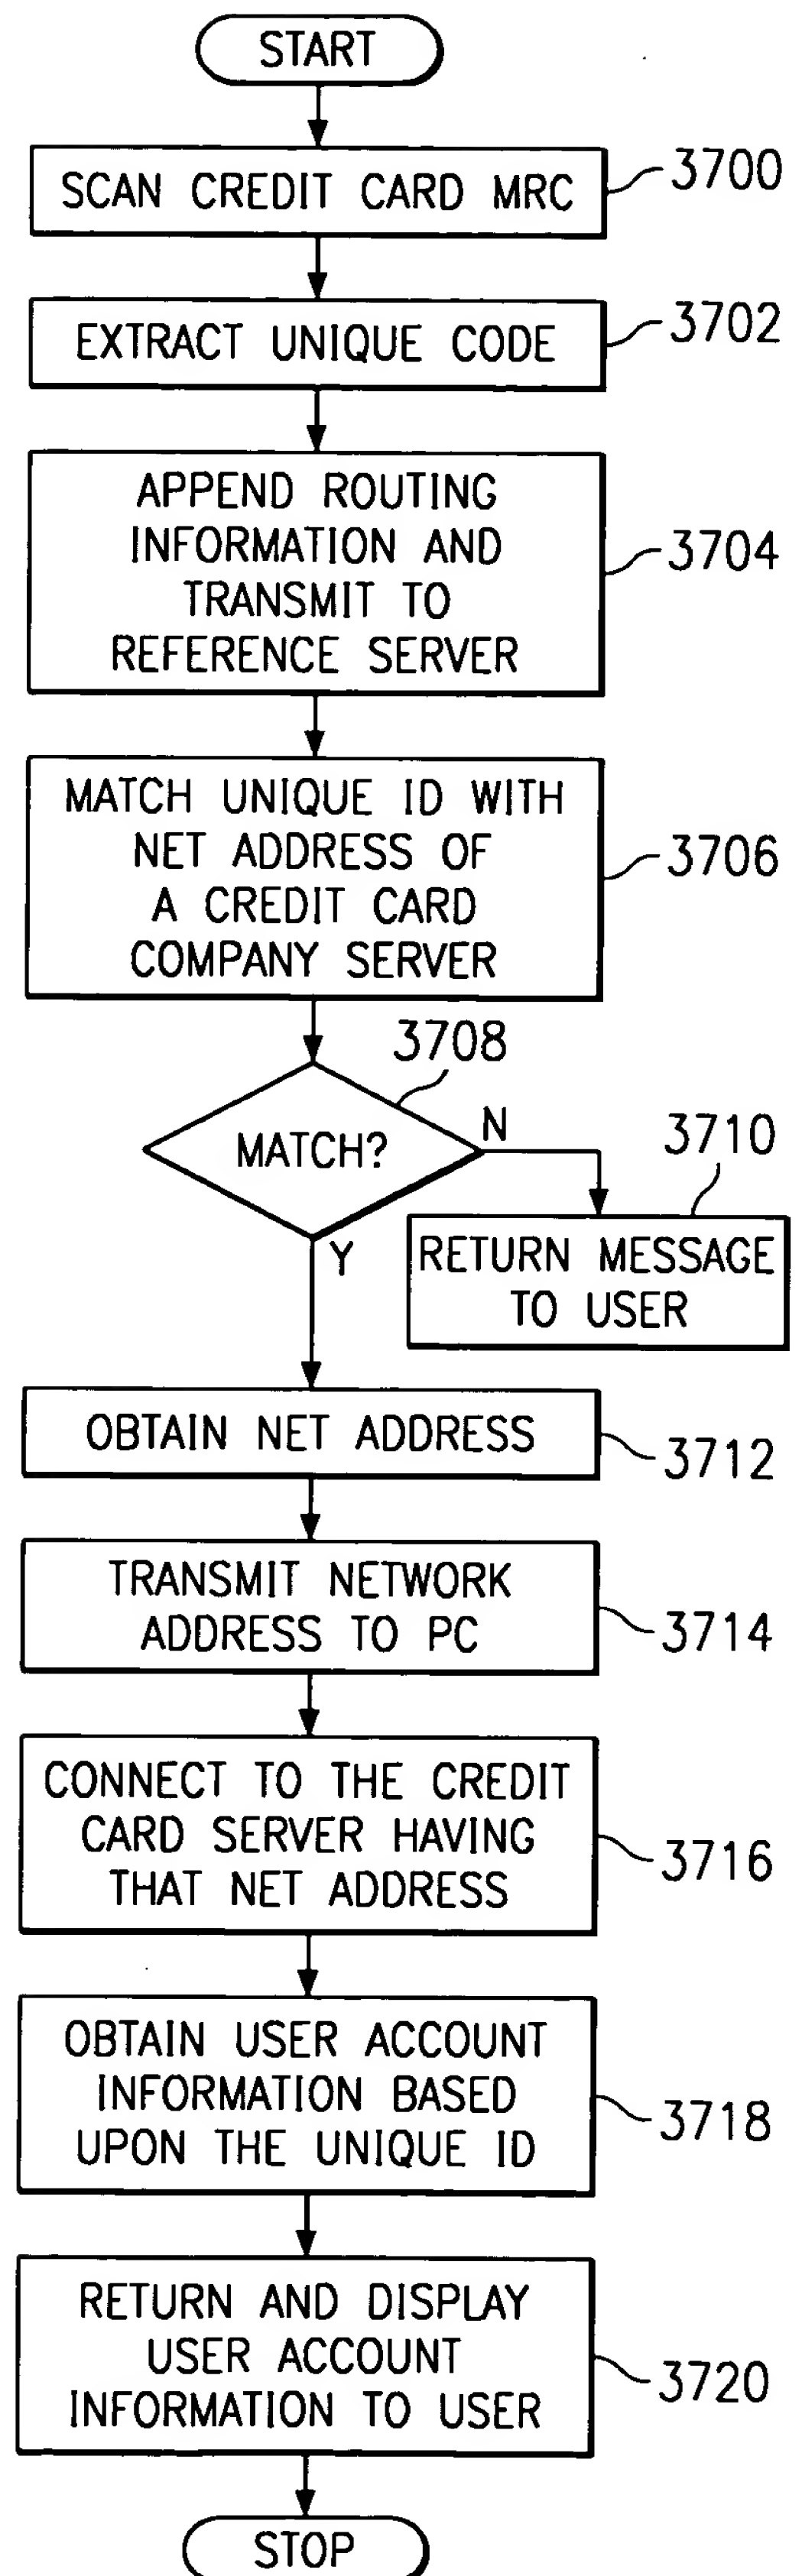 START
SCAN CREDIT CARD MRC
3700
EXTRACT UNIQUE CODE
3702
APPEND ROUTING
INFORMATION AND
TRANSMIT TO
REFERENCE SERVER
3704
MATCH UNIQUE ID WITH
NET ADDRESS OF
A CREDIT CARD
COMPANY SERVER
3706
3708
MATCH?
N
Y
3710
RETURN MESSAGE
TO USER
OBTAIN NET ADDRESS
3712
TRANSMIT NETWORK
ADDRESS TO PC
3714
CONNECT TO THE CREDIT
CARD SERVER HAVING
THAT NET ADDRESS
3716
OBTAIN USER ACCOUNT
INFORMATION BASED
UPON THE UNIQUE ID
3718
RETURN AND DISPLAY
USER ACCOUNT
INFORMATION TO USER
3720
STOP